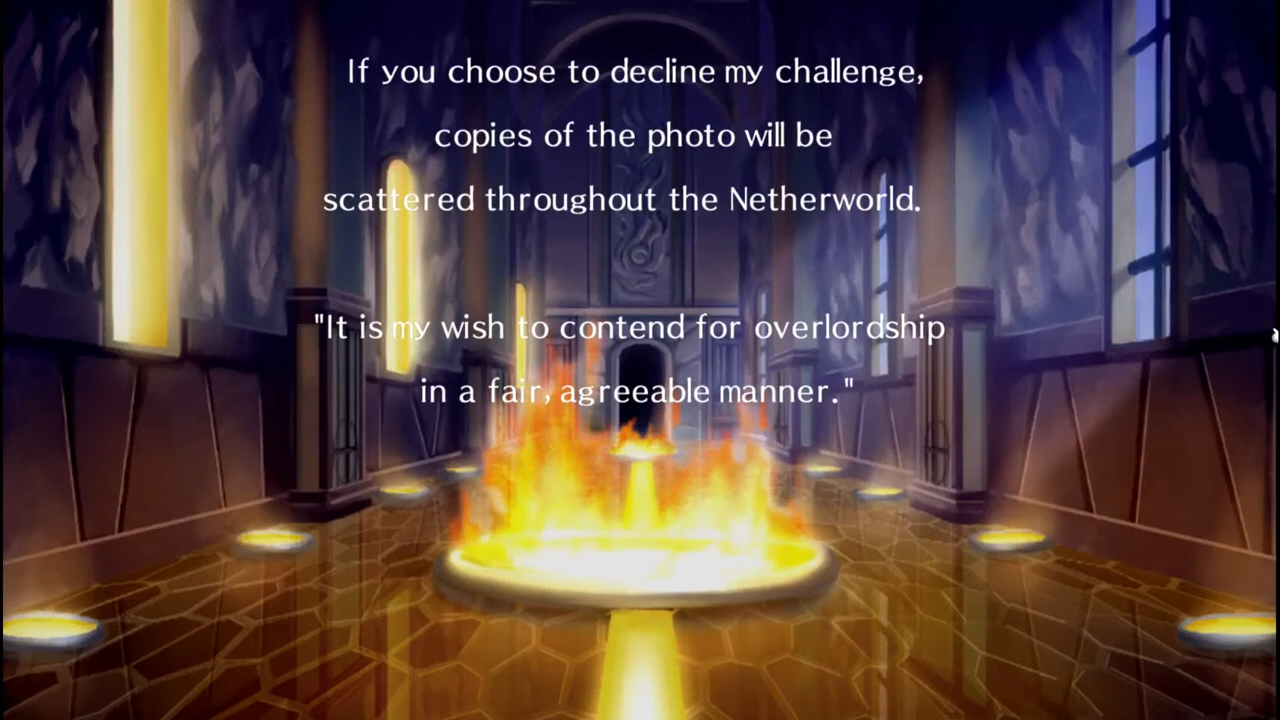 If you choose to decline my challenge,
copies of the photo will be
scattered throughout the Netherworld.
"It is my wish to contend for overlordship
in a fair, agreeable manner."